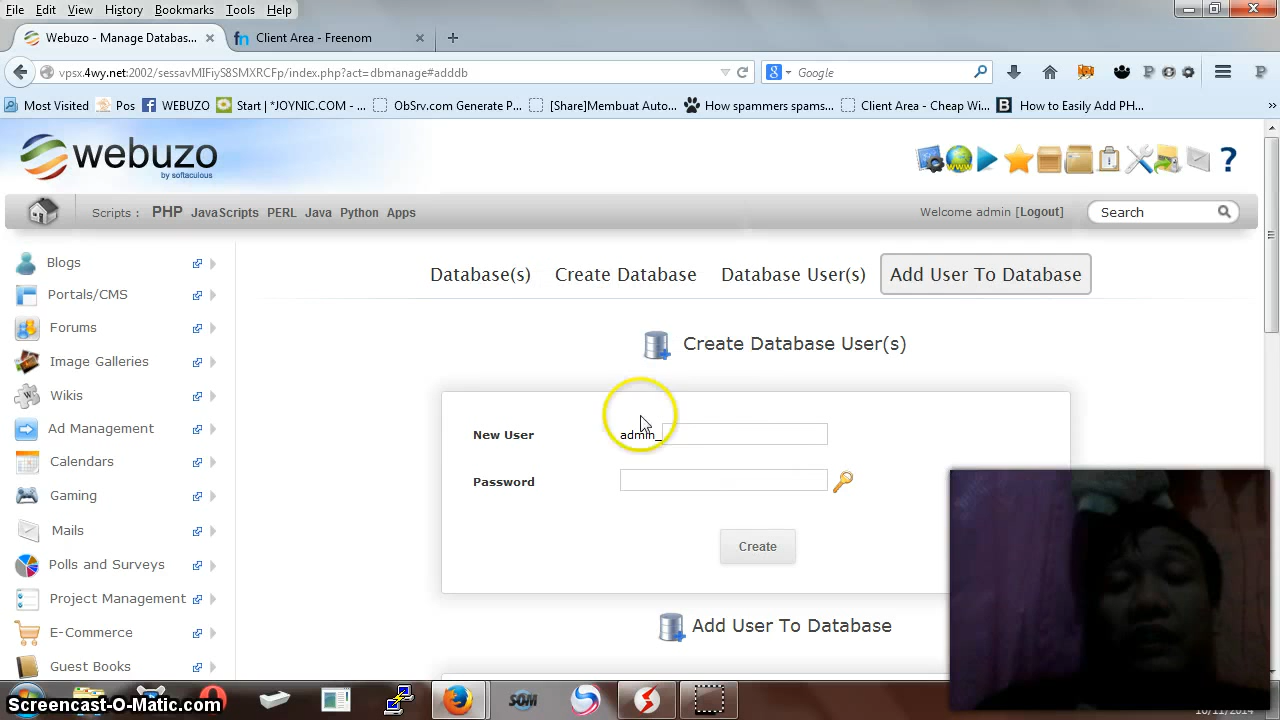 File Edit View History Bookmarks Tools Help
Webuzo - Manage Databas... × Client Area - Freenom ×
vpsx.4wy.net:2002/sessavMIFiyS8SMXRCFp/index.php?act=dbmanage#adddb Google
Most Visited Pos WEBUZO Start | *JOYNIC.COM - ... ObSrv.com Generate P... [Share]Membuat Auto... How spammers spams... Client Area - Cheap Wi... How to Easily Add PH... »
webuzo
by softaculous
Scripts : PHP JavaScripts PERL Java Python Apps Welcome admin [Logout] Search
Database(s) Create Database Database User(s) Add User To Database
Blogs
Portals/CMS
Forums
Image Galleries
Wikis
Ad Management
Calendars
Gaming
Mails
Polls and Surveys
Project Management
E-Commerce
Guest Books
Create Database User(s)
New User admin_
Password
Create
Add User To Database
Screencast-O-Matic.com